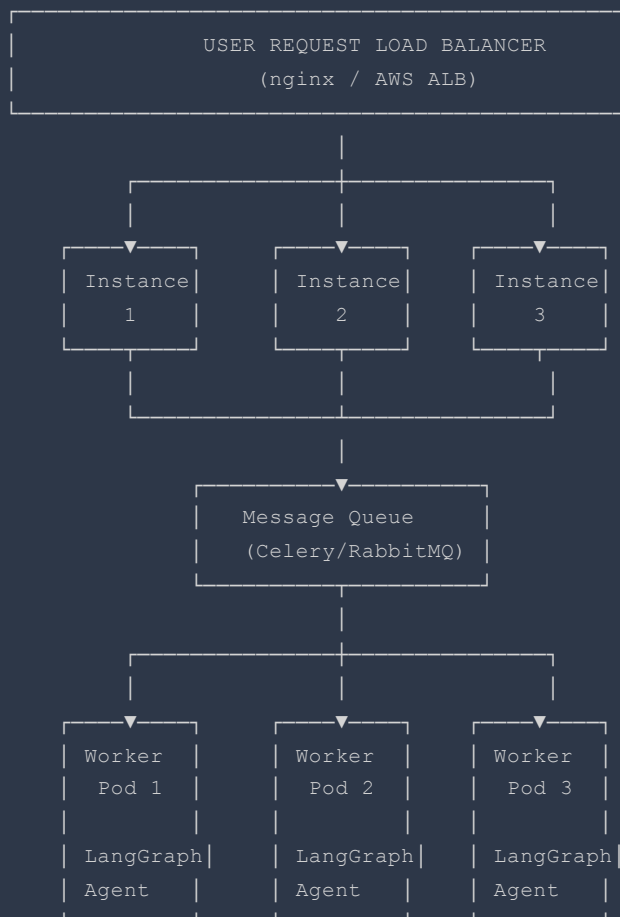 USER REQUEST LOAD BALANCER
(nginx / AWS ALB)
Instance Instance Instance
1 2 3
Message Queue
(Celery/RabbitMQ)
Worker Worker Worker
Pod 1 Pod 2 Pod 3
LangGraph LangGraph LangGraph
Agent Agent Agent